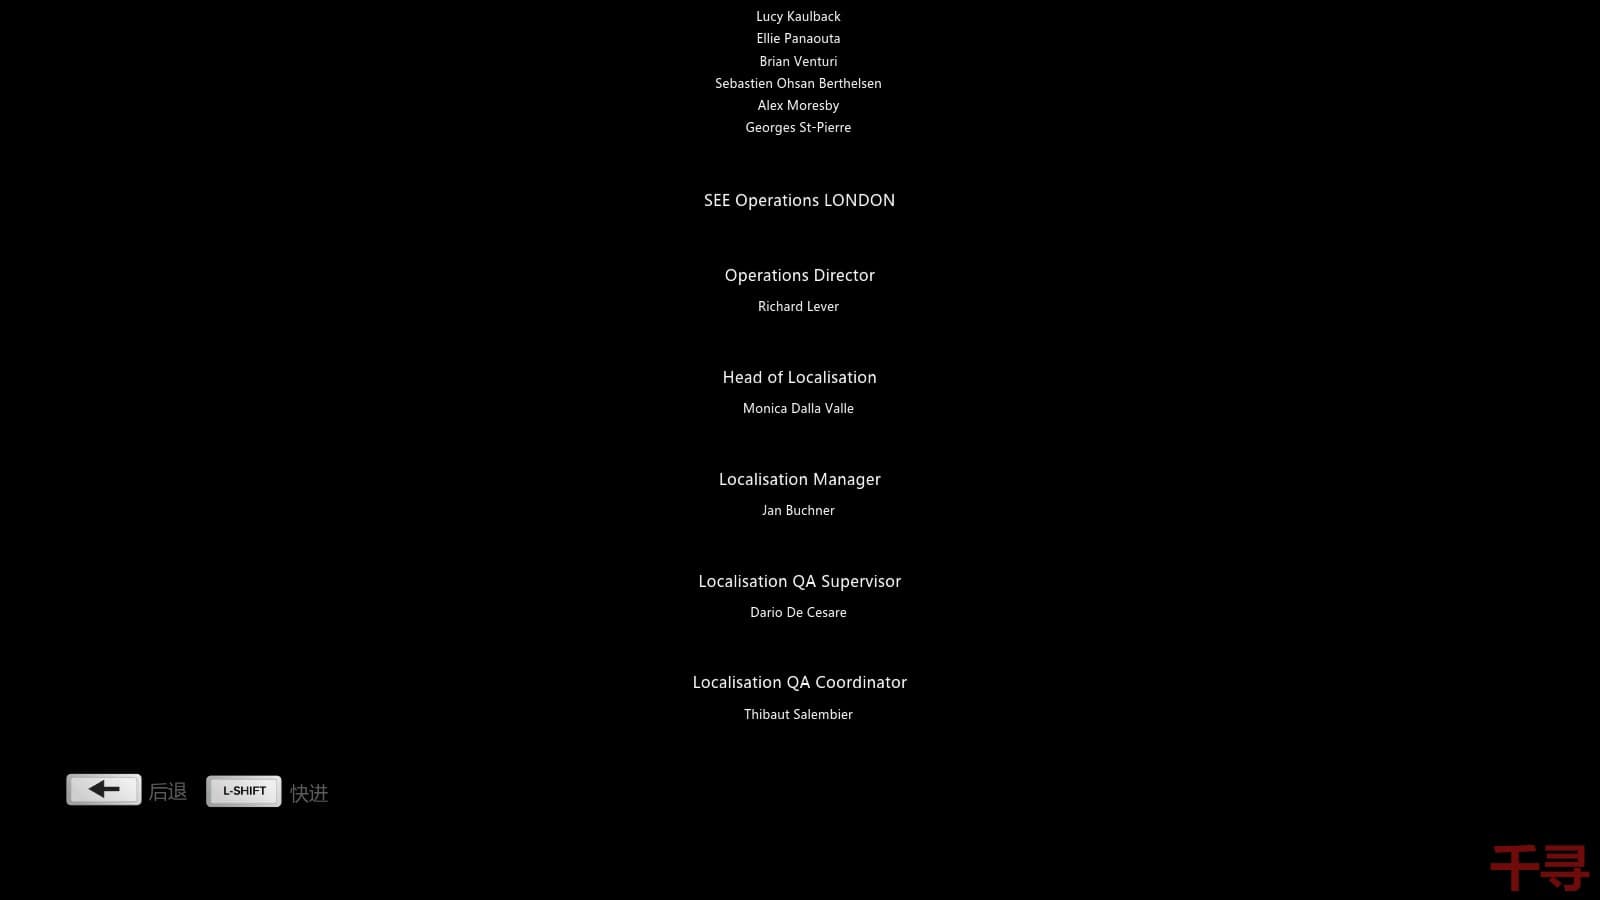 Lucy Kaulback
Ellie Panaouta
Brian Venturi
Sebastien Ohsan Berthelsen
Alex Moresby
Georges St-Pierre
SEE Operations LONDON
Operations Director
Richard Lever
Head of Localisation
Monica Dalla Valle
Localisation Manager
Jan Buchner
Localisation QA Supervisor
Dario De Cesare
Localisation QA Coordinator
Thibaut Salembier
后退 L-SHIFT 快进
千寻